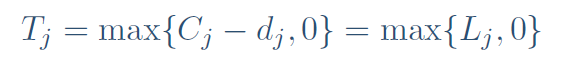 T_j = max{C_j − d_j, 0} = max{L_j, 0}